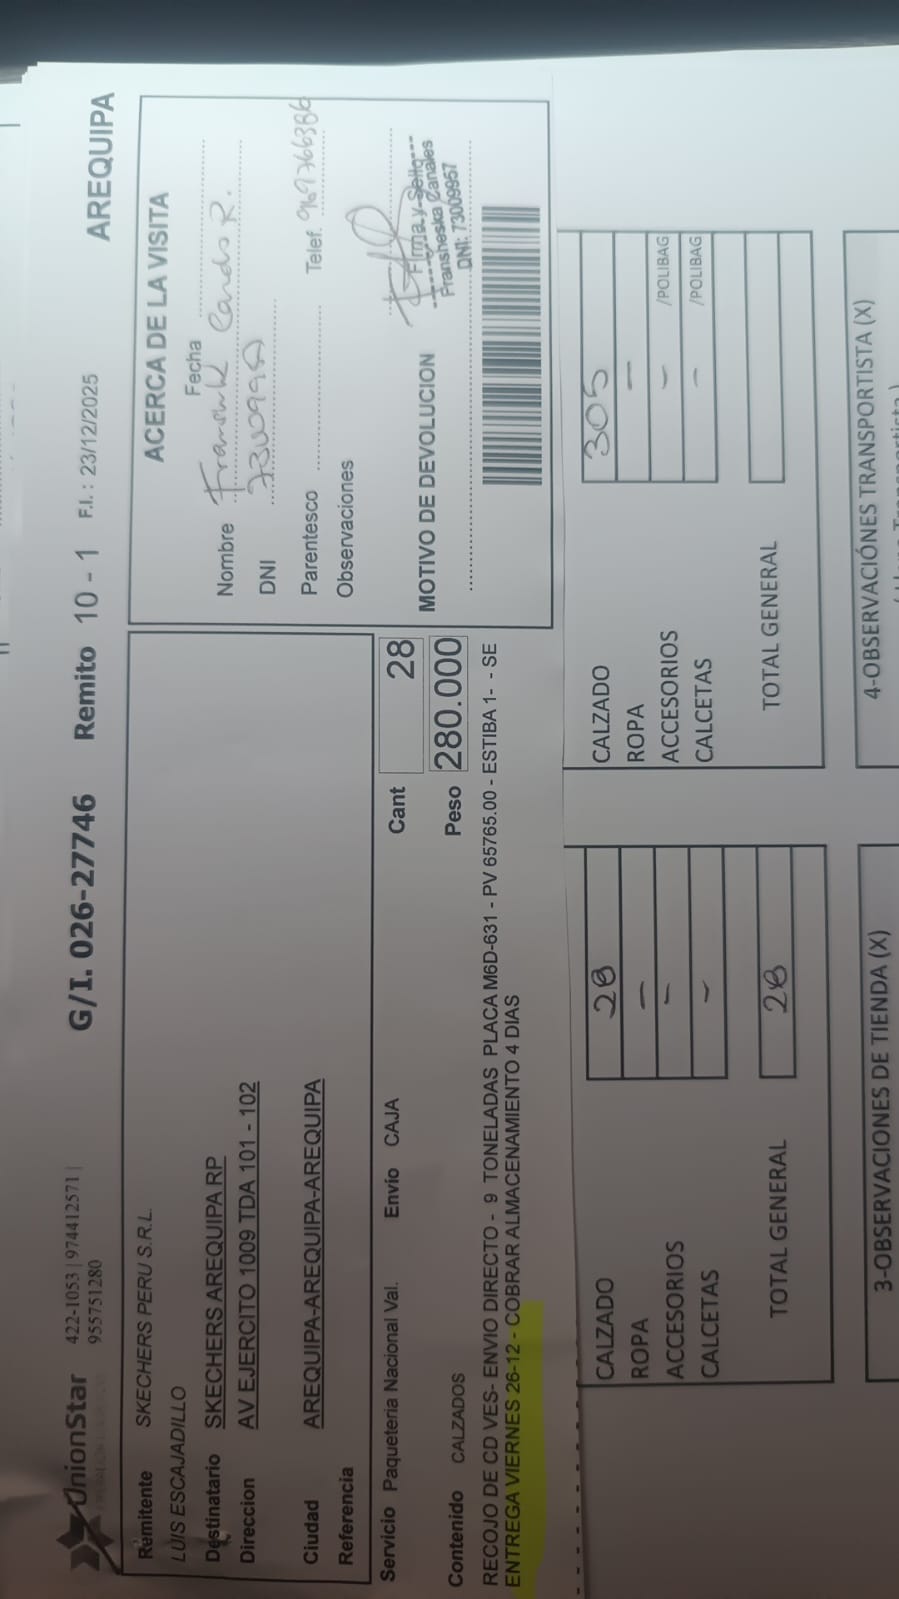 UnionStar
422-1053 | 974412571 |
955751280
G/I. 026-27746 Remito 10 - 1 F.I. : 23/12/2025 AREQUIPA
Remitente SKECHERS PERU S.R.L.
LUIS ESCAJADILLO
Destinatario SKECHERS AREQUIPA RP
Direccion AV EJERCITO 1009 TDA 101 - 102
Ciudad AREQUIPA-AREQUIPA-AREQUIPA
Referencia
Servicio Paqueteria Nacional Val. Envío CAJA Cant 28
Contenido CALZADOS Peso 280.000
RECOJO DE CD VES- ENVIO DIRECTO - 9 TONELADAS PLACA M6D-631 - PV 65765.00 - ESTIBA 1- - SE
ENTREGA VIERNES 26-12 - COBRAR ALMACENAMIENTO 4 DIAS
ACERCA DE LA VISITA
Fecha
Nombre
DNI
Parentesco Telef. 969766386
Observaciones
Firma y Sello
Fransheska Canales
DNI: 73009967
MOTIVO DE DEVOLUCION
CALZADO 28
ROPA –
ACCESORIOS –
CALCETAS –
TOTAL GENERAL 28
CALZADO 305
ROPA –
ACCESORIOS – /POLIBAG
CALCETAS – /POLIBAG
TOTAL GENERAL
3-OBSERVACIONES DE TIENDA (X)
4-OBSERVACIÓNES TRANSPORTISTA (X)